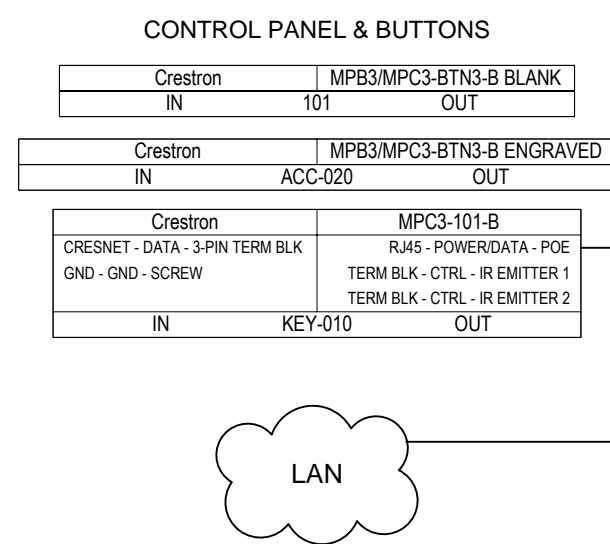 CONTROL PANEL & BUTTONS
Crestron MPB3/MPC3-BTN3-B BLANK
IN 101 OUT
Crestron MPB3/MPC3-BTN3-B ENGRAVED
IN ACC-020 OUT
Crestron MPC3-101-B
CRESNET - DATA - 3-PIN TERM BLK RJ45 - POWER/DATA - POE
GND - GND - SCREW TERM BLK - CTRL - IR EMITTER 1
TERM BLK - CTRL - IR EMITTER 2
IN KEY-010 OUT
LAN